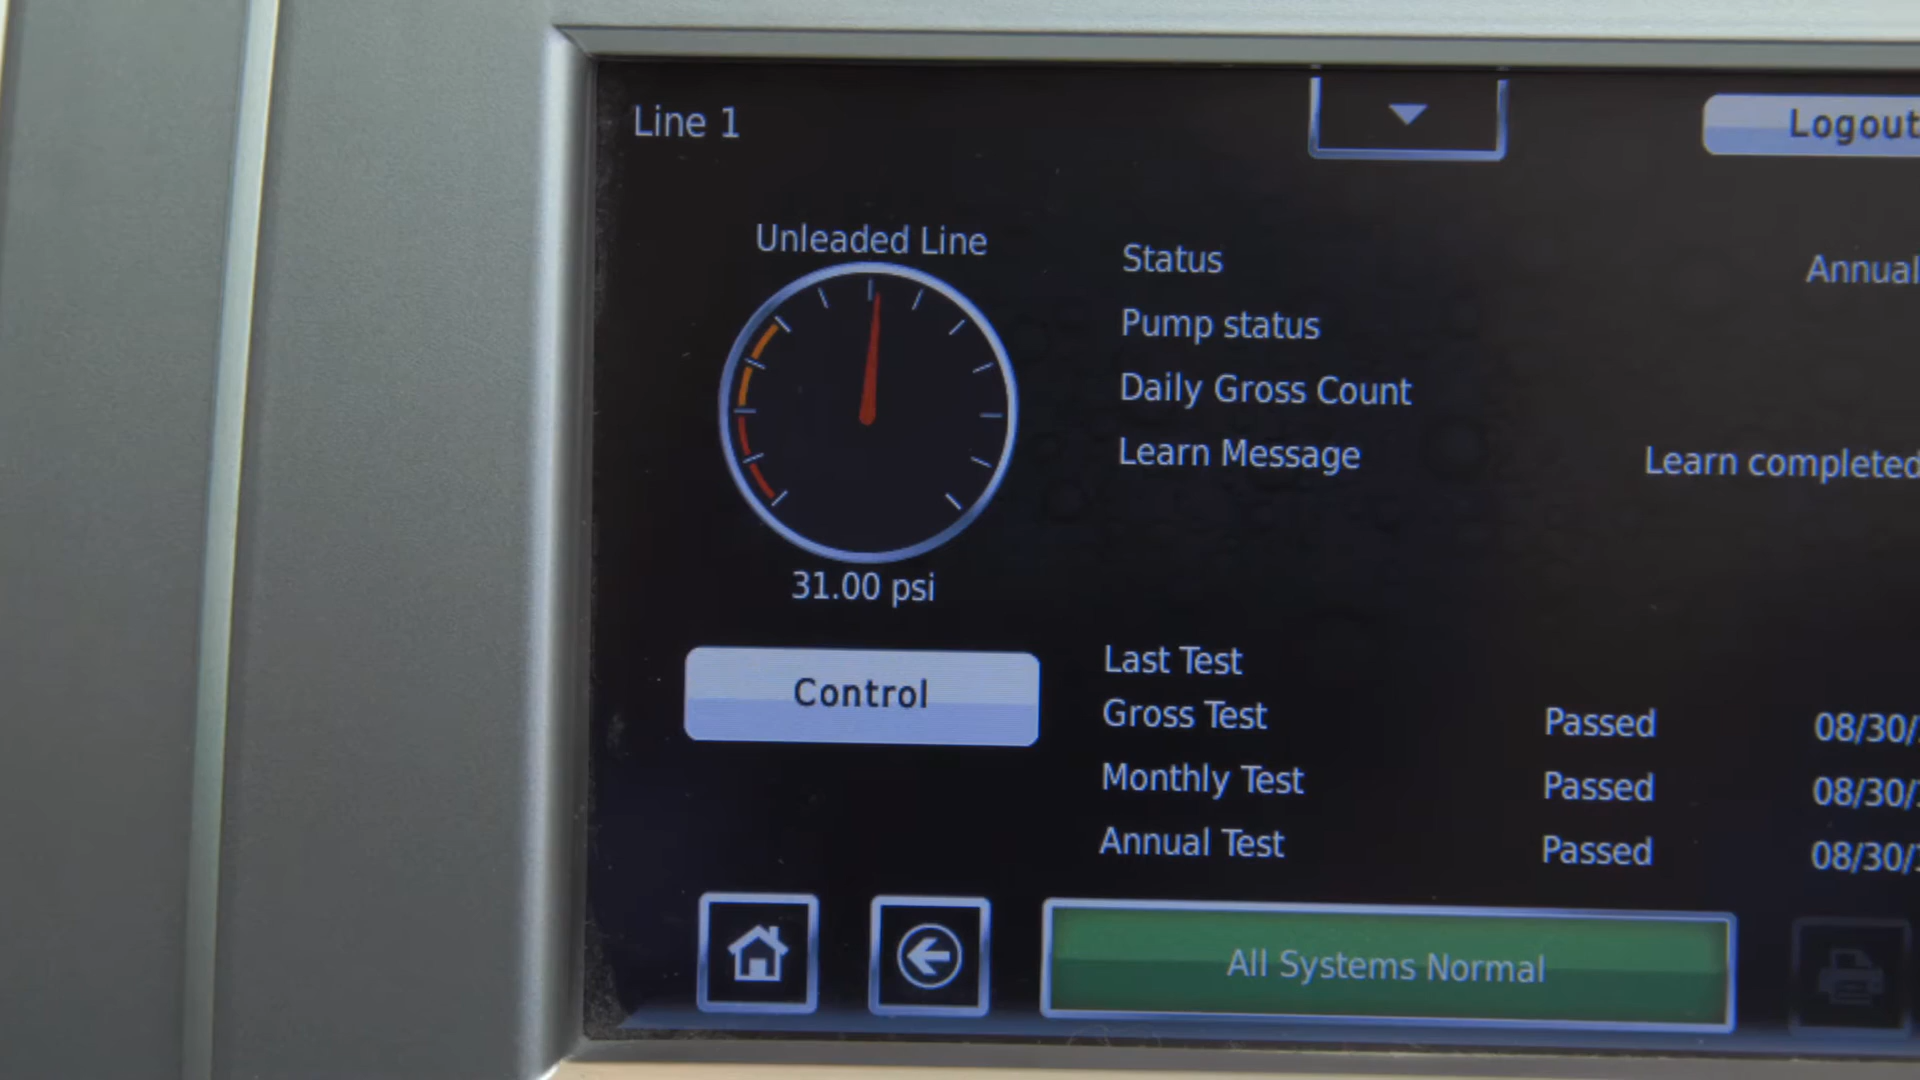 Line 1
Logout
Unleaded Line
Status
Annual
Pump status
Daily Gross Count
Learn Message
Learn completed
31.00 psi
Control
Last Test
Gross Test Passed 08/30/
Monthly Test Passed 08/30/
Annual Test Passed 08/30/
All Systems Normal